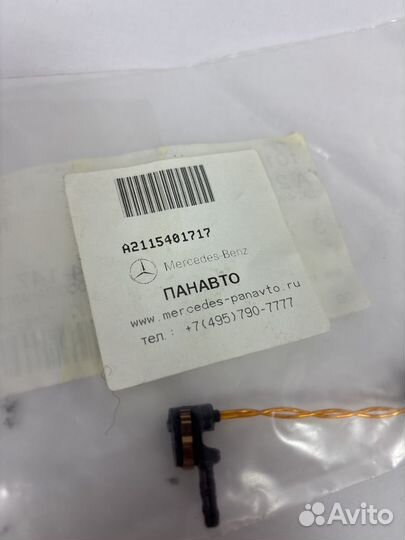 A2115401717
Mercedes-Benz
ПАНАВТО
www.mercedes-panavto.ru
тел.: +7(495)790-7777
Avito